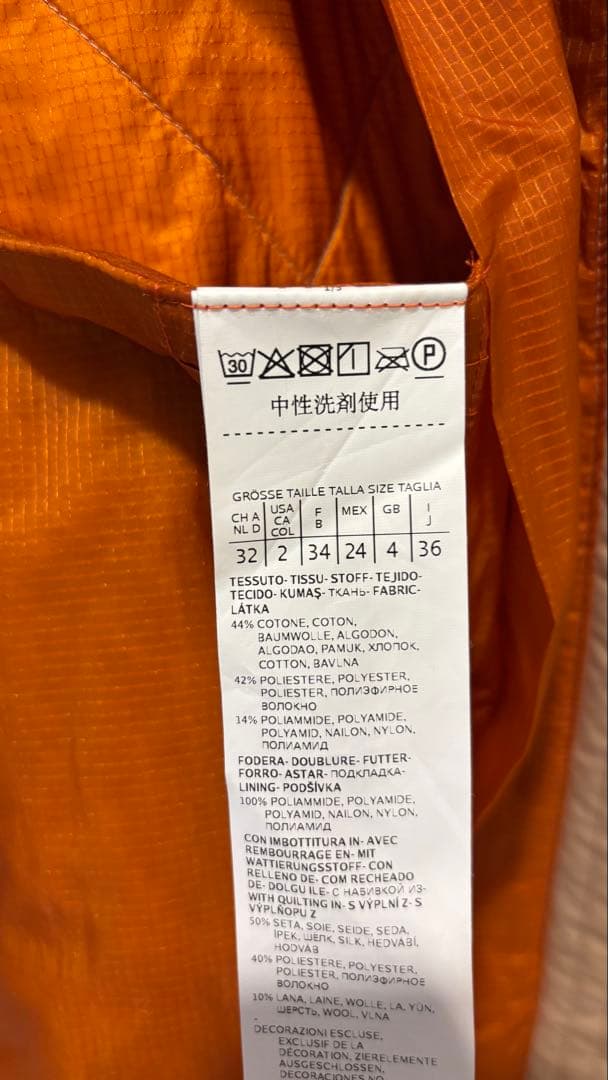 30 P
中性洗剤使用
GRÖSSE TAILLE TALLA SIZE TAGLIA
CH A NL D USA CA COL F B MEX GB I J
32 2 34 24 4 36
TESSUTO- TISSU- STOFF- TEJIDO-
TECIDO- KUMAŞ- ТКАНЬ- FABRIC-
LÁTKA
44% COTONE, COTON,
BAUMWOLLE, ALGODON,
ALGODAO, PAMUK, ХЛОПОК,
COTTON, BAVLNA
42% POLIESTERE, POLYESTER,
POLIESTER, ПОЛИЭФИРНОЕ
ВОЛОКНО
14% POLIAMMIDE, POLYAMIDE,
POLYAMID, NAILON, NYLON,
ПОЛИАМИД
FODERA- DOUBLURE- FUTTER-
FORRO- ASTAR- ПОДКЛАДКА-
LINING- PODŠÍVKA
100% POLIAMMIDE, POLYAMIDE,
POLYAMID, NAILON, NYLON,
ПОЛИАМИД
CON IMBOTTITURA IN- AVEC
REMBOURRAGE EN- MIT
WATTIERUNGSSTOFF- CON
RELLENO DE- COM RECHEADO
DE- DOLGU ILE- С НАБИВКОЙ ИЗ-
WITH QUILTING IN- S VÝPLNÍ Z- S
VÝPLŇOPU Z
50% SETA, SOIE, SEIDE, SEDA,
İPEK, ШЕЛК, SILK, HEDVÁBÍ,
HODVÁB
40% POLIESTERE, POLYESTER,
POLIESTER, ПОЛИЭФИРНОЕ
ВОЛОКНО
10% LANA, LAINE, WOLLE, LA, YÜN,
ШЕРСТЬ, WOOL, VLNA
DECORAZIONI ESCLUSE,
EXCLUSIF DE LA
DÉCORATION, ZIERELEMENTE
AUSGESCHLOSSEN,
DECORACIONES NO